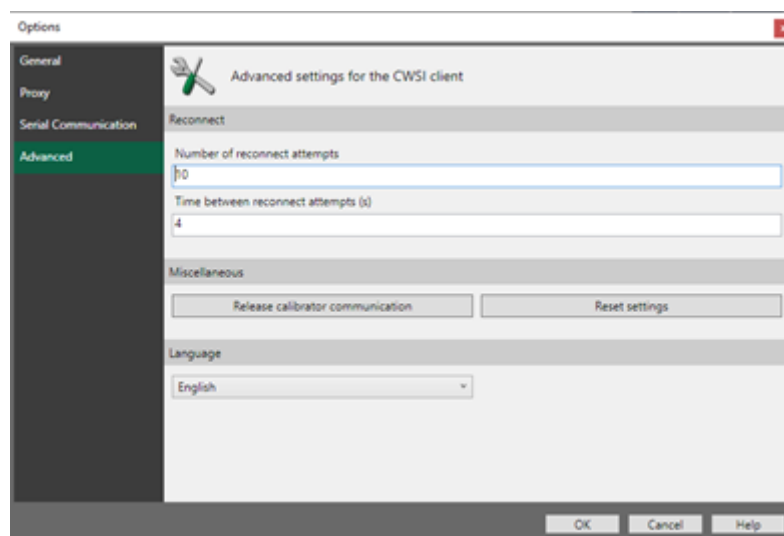 Options
General
Proxy
Serial Communication
Advanced
Advanced settings for the CWSI client
Reconnect
Number of reconnect attempts
10
Time between reconnect attempts (s)
4
Miscellaneous
Release calibrator communication
Reset settings
Language
English
OK
Cancel
Help